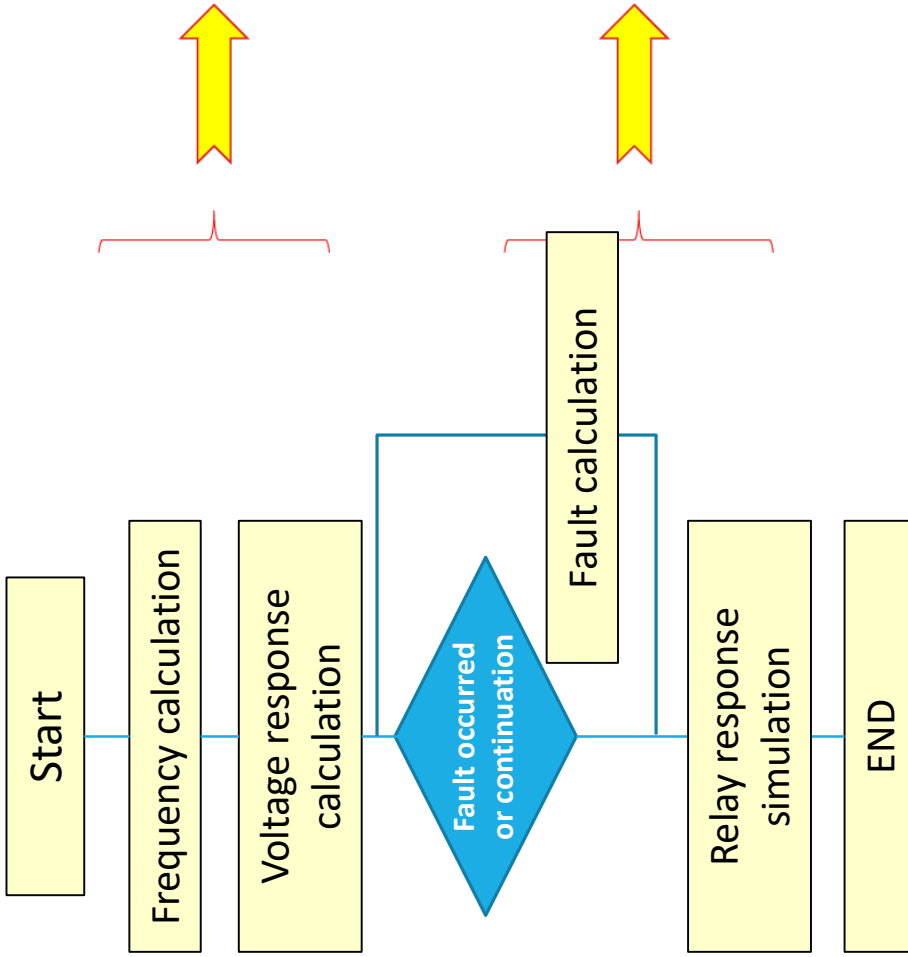 Start
Frequency calculation
Voltage response
calculation
Fault occurred
or continuation
Fault calculation
Relay response
simulation
END